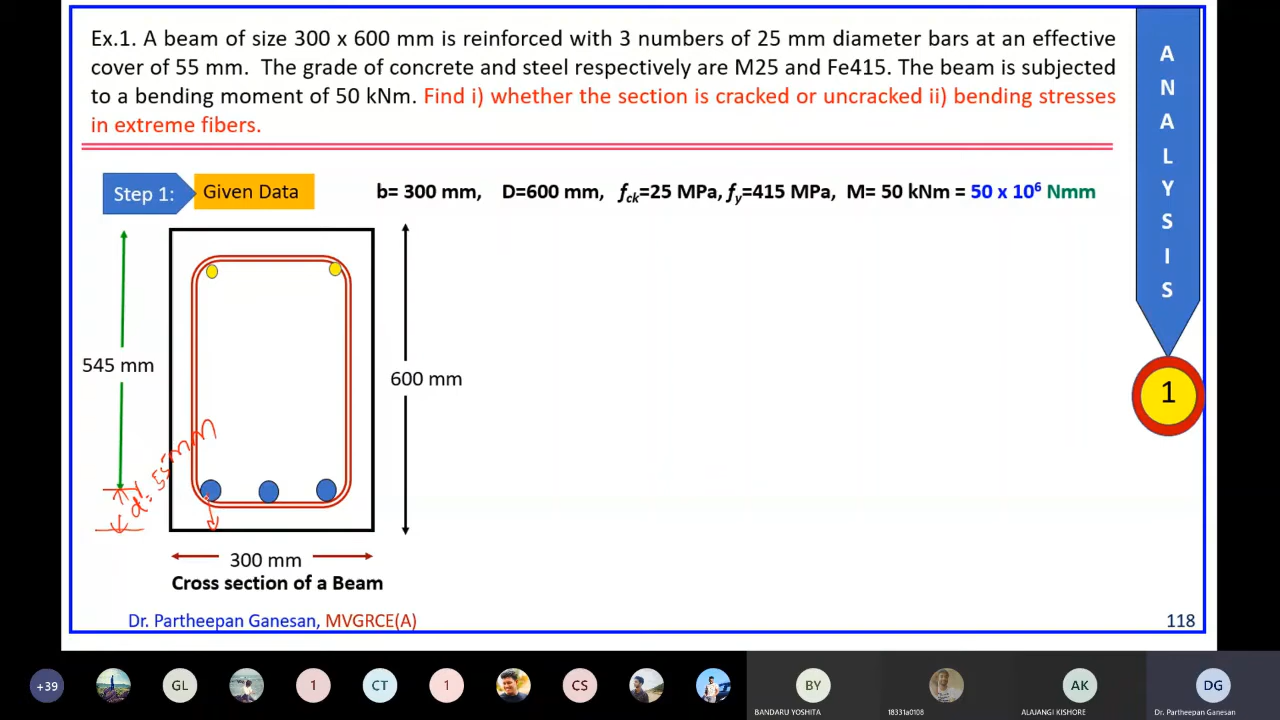 Ex.1. A beam of size 300 x 600 mm is reinforced with 3 numbers of 25 mm diameter bars at an effective
cover of 55 mm. The grade of concrete and steel respectively are M25 and Fe415. The beam is subjected
to a bending moment of 50 kNm. Find i) whether the section is cracked or uncracked ii) bending stresses
in extreme fibers.
ANALYSIS
1
Step 1:
Given Data
b= 300 mm, D=600 mm, fck=25 MPa, fy=415 MPa, M= 50 kNm = 50 x 10⁶ Nmm
545 mm
600 mm
d'= 55mm
300 mm
Cross section of a Beam
Dr. Partheepan Ganesan, MVGRCE(A)
118
+39
GL
1
CT
1
CS
BY
AK
DG
BANDARU YOSHITA
18331a0108
ALAJANGI KISHORE
Dr. Partheepan Ganesan